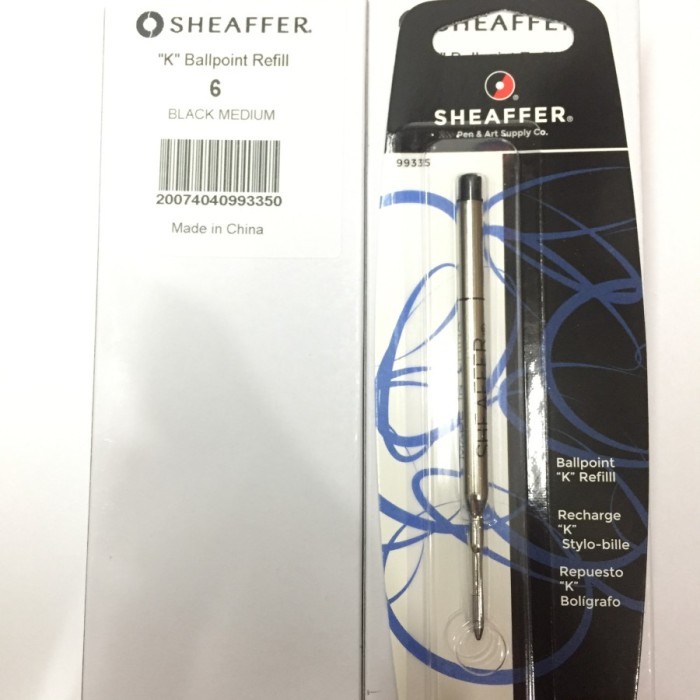 SHEAFFER®
"K" Ballpoint Refill
6
BLACK MEDIUM
20074040993350
Made in China
SHEAFFER®
Pen & Art Supply Co.
99335
SHEAFFER
Ballpoint
"K" Refilll
Recharge
"K"
Stylo-bille
Repuesto
"K"
Bolígrafo